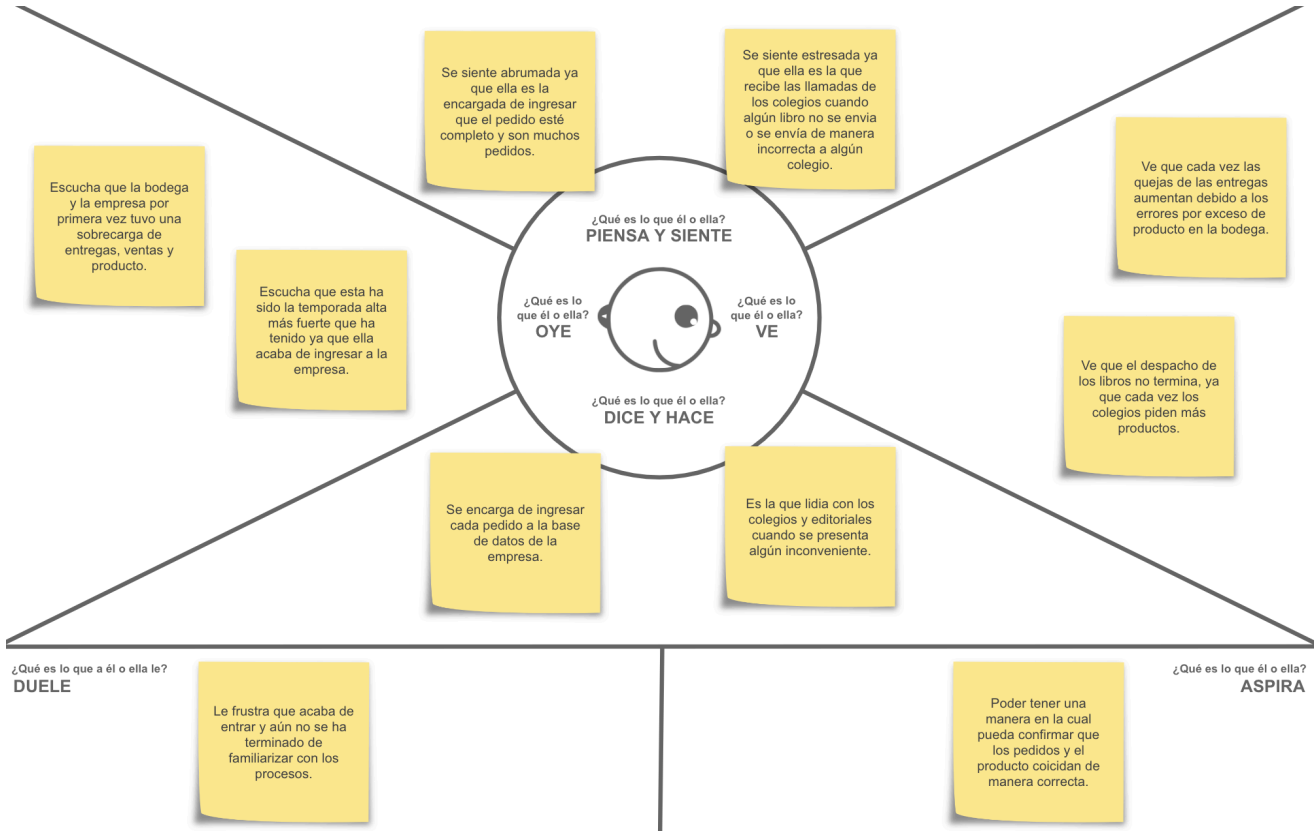 Se siente abrumada ya
que ella es la
encargada de ingresar
que el pedido esté
completo y son muchos
pedidos.
Se siente estresada ya
que ella es la que
recibe las llamadas de
los colegios cuando
algún libro no se envia
o se envía de manera
incorrecta a algún
colegio.
Escucha que la bodega
y la empresa por
primera vez tuvo una
sobrecarga de
entregas, ventas y
producto.
Escucha que esta ha
sido la temporada alta
más fuerte que ha
tenido ya que ella
acaba de ingresar a la
empresa.
¿Qué es lo que él o ella?
PIENSA Y SIENTE
¿Qué es lo
que él o ella?
OYE
¿Qué es lo
que él o ella?
VE
¿Qué es lo que él o ella?
DICE Y HACE
Ve que cada vez las
quejas de las entregas
aumentan debido a los
errores por exceso de
producto en la bodega.
Ve que el despacho de
los libros no termina, ya
que cada vez los
colegios piden más
productos.
Se encarga de ingresar
cada pedido a la base
de datos de la
empresa.
Es la que lidia con los
colegios y editoriales
cuando se presenta
algún inconveniente.
¿Qué es lo que a él o ella le?
DUELE
Le frustra que acaba de
entrar y aún no se ha
terminado de
familiarizar con los
procesos.
¿Qué es lo que él o ella?
ASPIRA
Poder tener una
manera en la cual
pueda confirmar que
los pedidos y el
producto coicidan de
manera correcta.